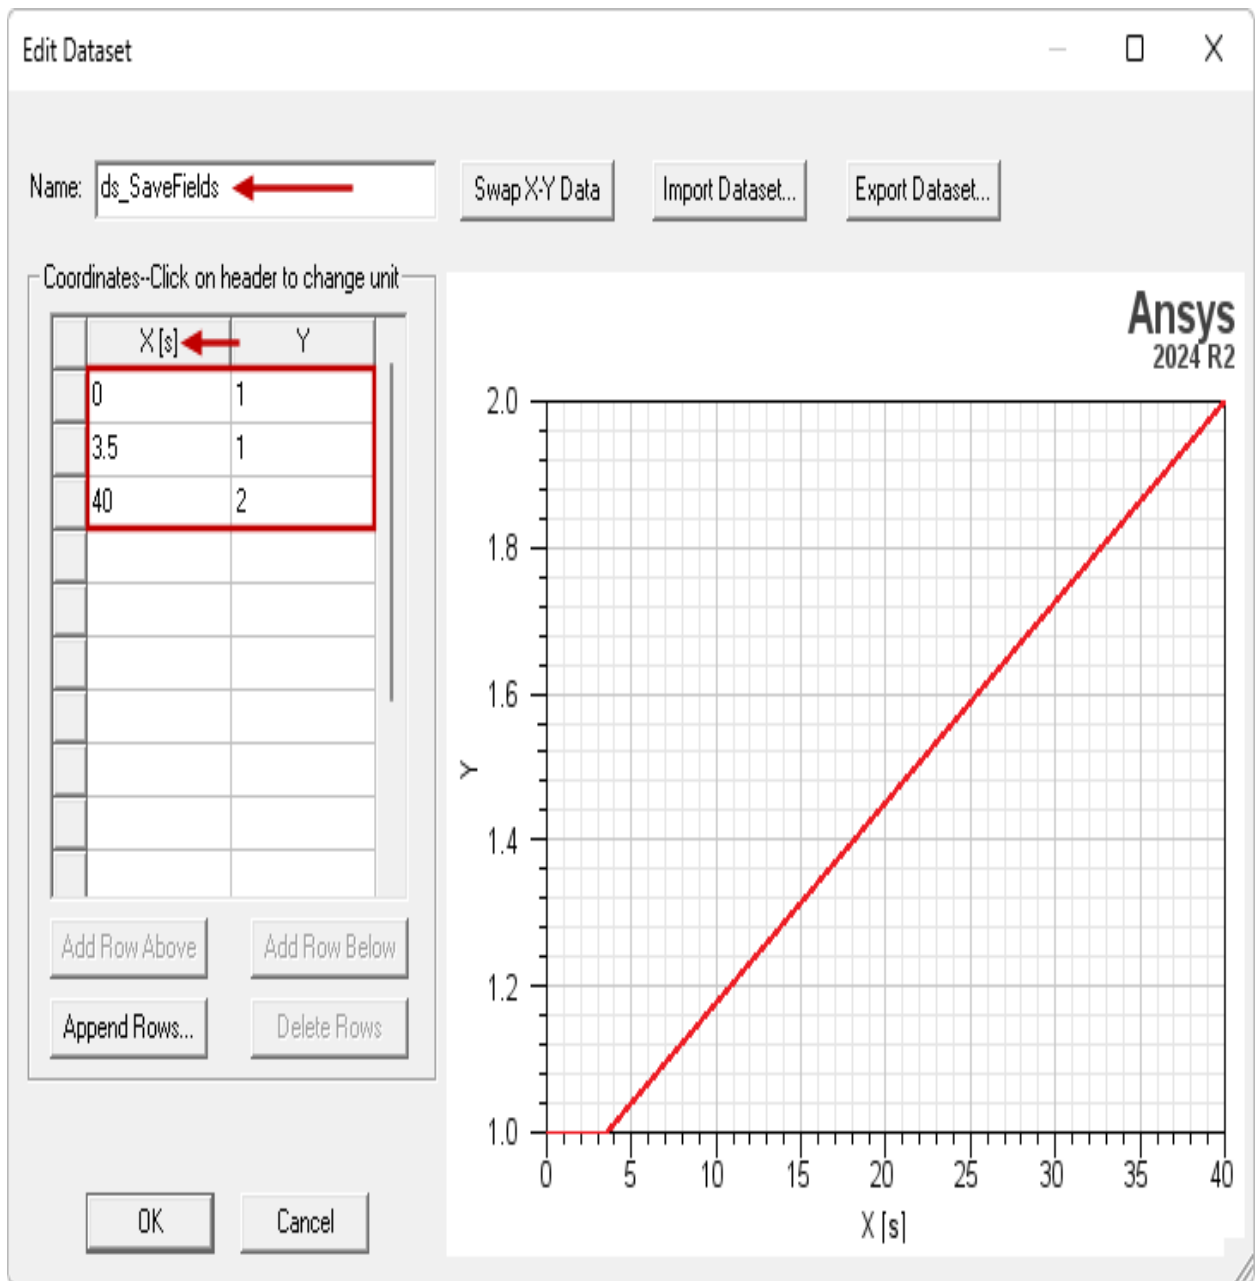 Edit Dataset
Name: ds_SaveFields
Swap X-Y Data
Import Dataset...
Export Dataset...
Coordinates--Click on header to change unit
X [s] Y
0 1
3.5 1
40 2
Add Row Above
Add Row Below
Append Rows...
Delete Rows
OK
Cancel
Ansys
2024 R2
2.0
1.8
1.6
1.4
1.2
1.0
Y
0 5 10 15 20 25 30 35 40
X [s]